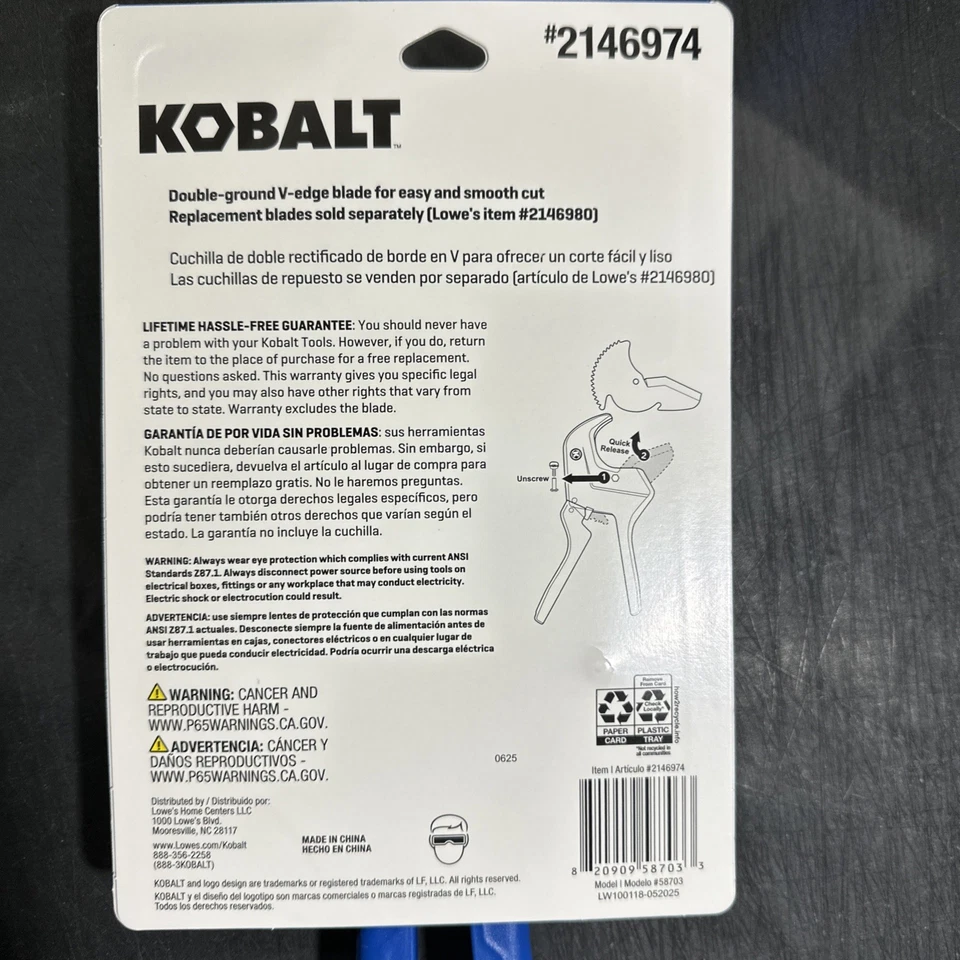 #2146974
KOBALT™
Double-ground V-edge blade for easy and smooth cut
Replacement blades sold separately (Lowe's item #2146980)
Cuchilla de doble rectificado de borde en V para ofrecer un corte fácil y liso
Las cuchillas de repuesto se venden por separado (artículo de Lowe's #2146980)
LIFETIME HASSLE-FREE GUARANTEE: You should never have
a problem with your Kobalt Tools. However, if you do, return
the item to the place of purchase for a free replacement.
No questions asked. This warranty gives you specific legal
rights, and you may also have other rights that vary from
state to state. Warranty excludes the blade.
GARANTÍA DE POR VIDA SIN PROBLEMAS: sus herramientas
Kobalt nunca deberían causarle problemas. Sin embargo, si
esto sucediera, devuelva el artículo al lugar de compra para
obtener un reemplazo gratis. No le haremos preguntas.
Esta garantía le otorga derechos legales específicos, pero
podría tener también otros derechos que varían según el
estado. La garantía no incluye la cuchilla.
Quick
Release
2
Unscrew
1
WARNING: Always wear eye protection which complies with current ANSI
Standards Z87.1. Always disconnect power source before using tools on
electrical boxes, fittings or any workplace that may conduct electricity.
Electric shock or electrocution could result.
ADVERTENCIA: use siempre lentes de protección que cumplan con las normas
ANSI Z87.1 actuales. Desconecte siempre la fuente de alimentación antes de
usar herramientas en cajas, conectores eléctricos o en cualquier lugar de
trabajo que pueda conducir electricidad. Podría ocurrir una descarga eléctrica
o electrocución.
WARNING: CANCER AND
REPRODUCTIVE HARM -
WWW.P65WARNINGS.CA.GOV.
ADVERTENCIA: CÁNCER Y
DAÑOS REPRODUCTIVOS -
WWW.P65WARNINGS.CA.GOV.
0625
Remove
From Card
Check
Locally*
PAPER
PLASTIC
CARD
TRAY
*Not recycled in
all communities
how2recycle.info
Item | Artículo #2146974
8 20909 58703 3
Model | Modelo #58703
LW100118-052025
Distributed by / Distribuido por:
Lowe's Home Centers LLC
1000 Lowe's Blvd.
Mooresville, NC 28117
www.Lowes.com/Kobalt
888-356-2258
(888-3KOBALT)
MADE IN CHINA
HECHO EN CHINA
KOBALT and logo design are trademarks or registered trademarks of LF, LLC. All rights reserved.
KOBALT y el diseño del logotipo son marcas comerciales o marcas registradas de LF, LLC.
Todos los derechos reservados.